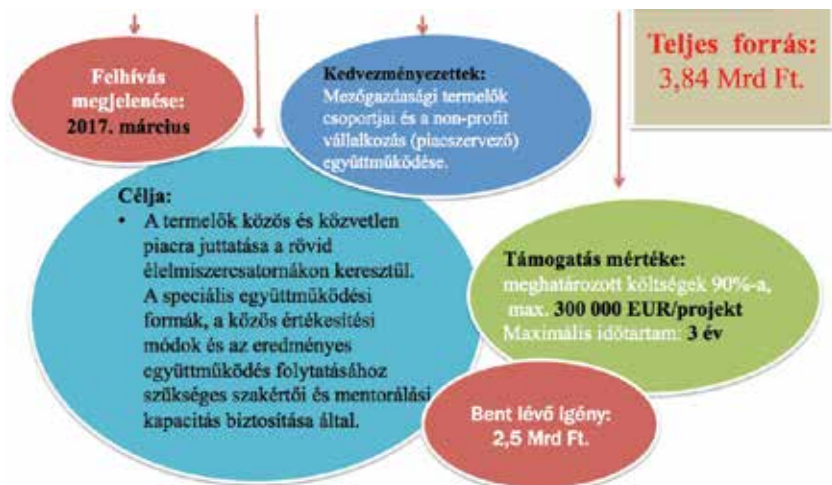 Felhívás
megjelenése:
2017. március
Kedvezményezettek:
Mezőgazdasági termelők
csoportjai és a non-profit
vállalkozás (piacszervező)
együttműködése.
Teljes forrás:
3,84 Mrd Ft.
Célja:
• A termelők közös és közvetlen
piacra juttatása a rövid
élelmiszercsatornákon keresztül.
A speciális együttműködési
formák, a közös értékesítési
módok és az eredményes
együttműködés folytatásához
szükséges szakértői és mentorálási
kapacitás biztosítása által.
Támogatás mértéke:
meghatározott költségek 90%-a,
max. 300 000 EUR/projekt
Maximális időtartam: 3 év
Bent lévő igény:
2,5 Mrd Ft.